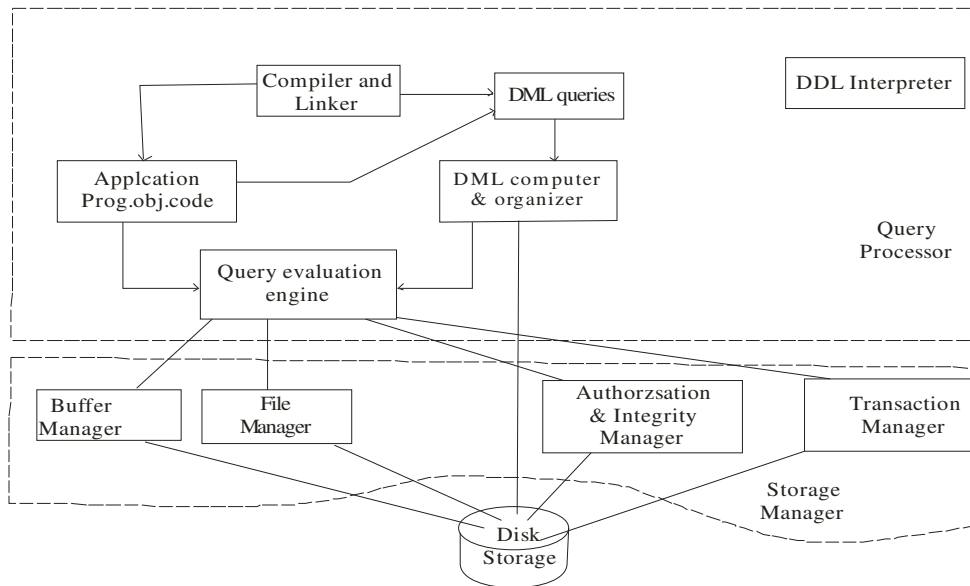 Compiler and
Linker
DML queries
DDL Interpreter
Applcation
Prog.obj.code
DML computer
& organizer
Query
Processor
Query evaluation
engine
Buffer
Manager
File
Manager
Authorzsation
& Integrity
Manager
Transaction
Manager
Storage
Manager
Disk
Storage